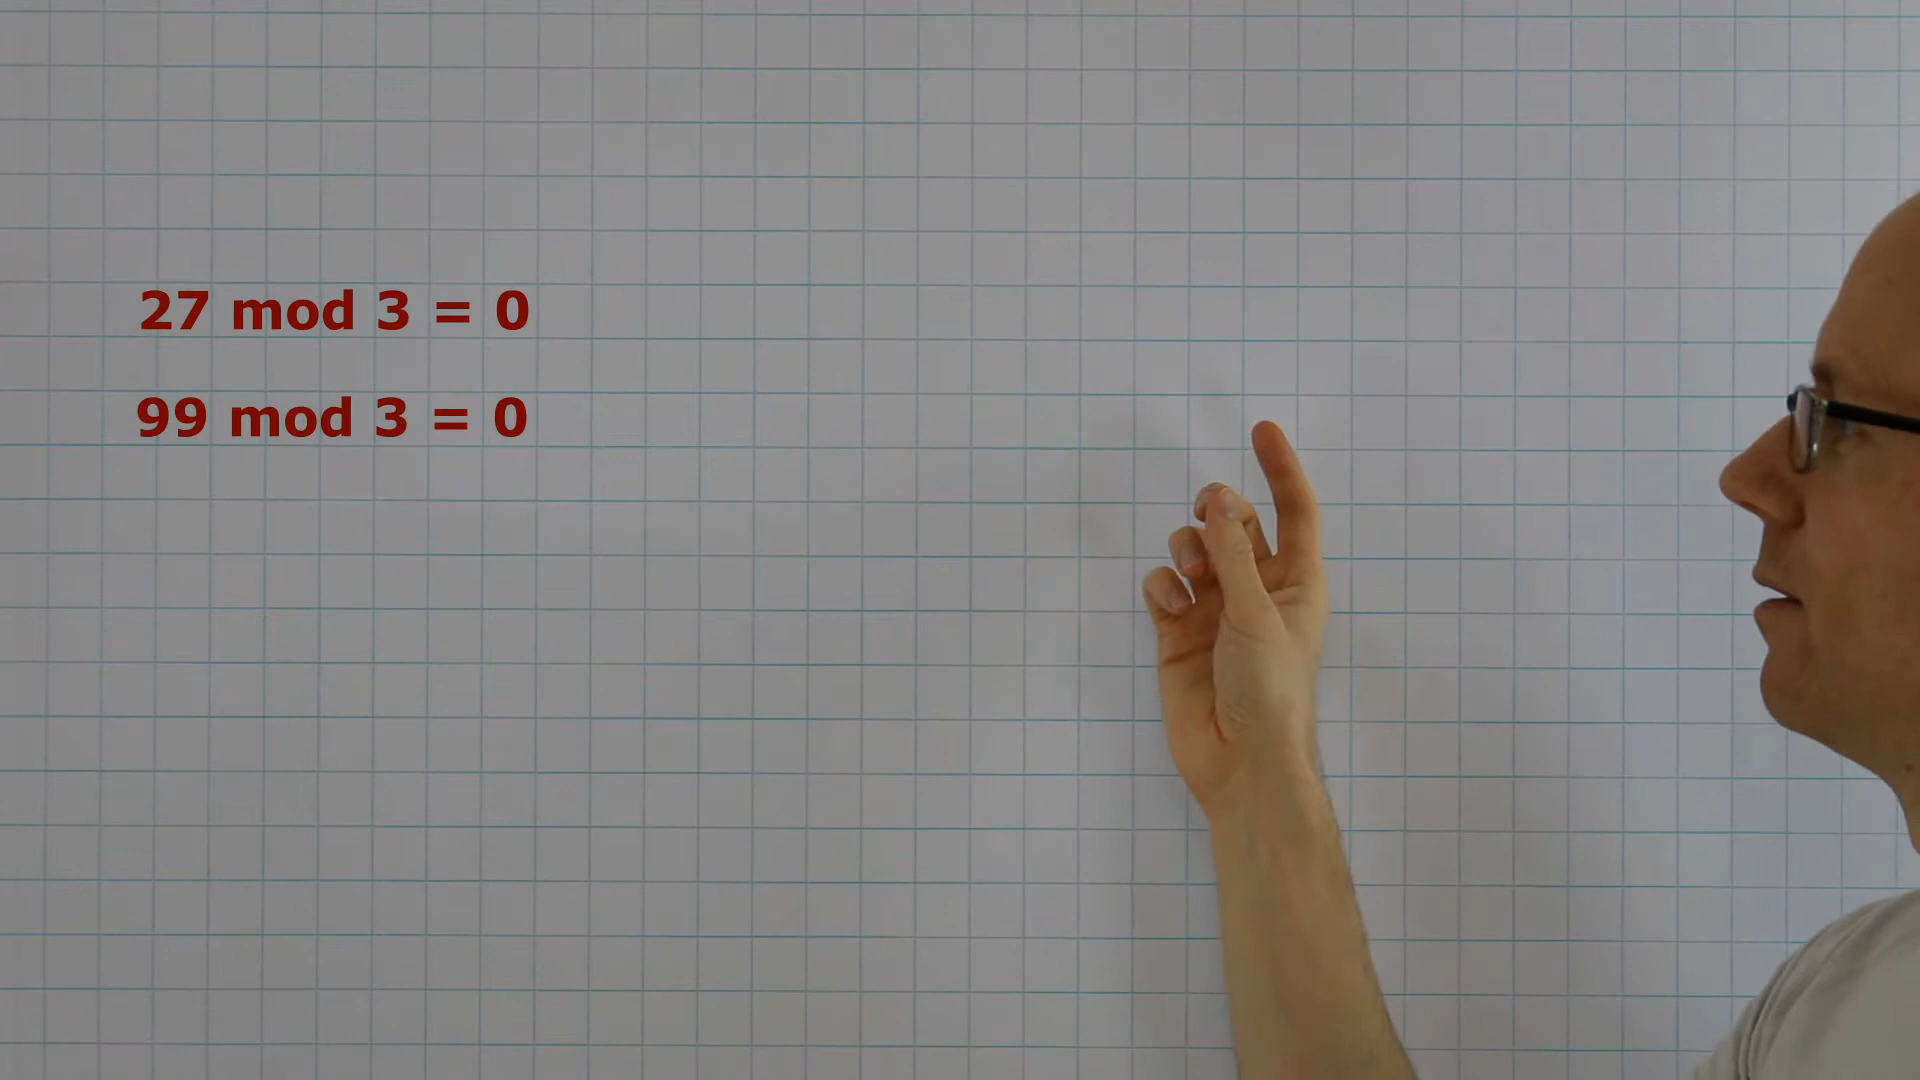 27 mod 3 = 0
99 mod 3 = 0